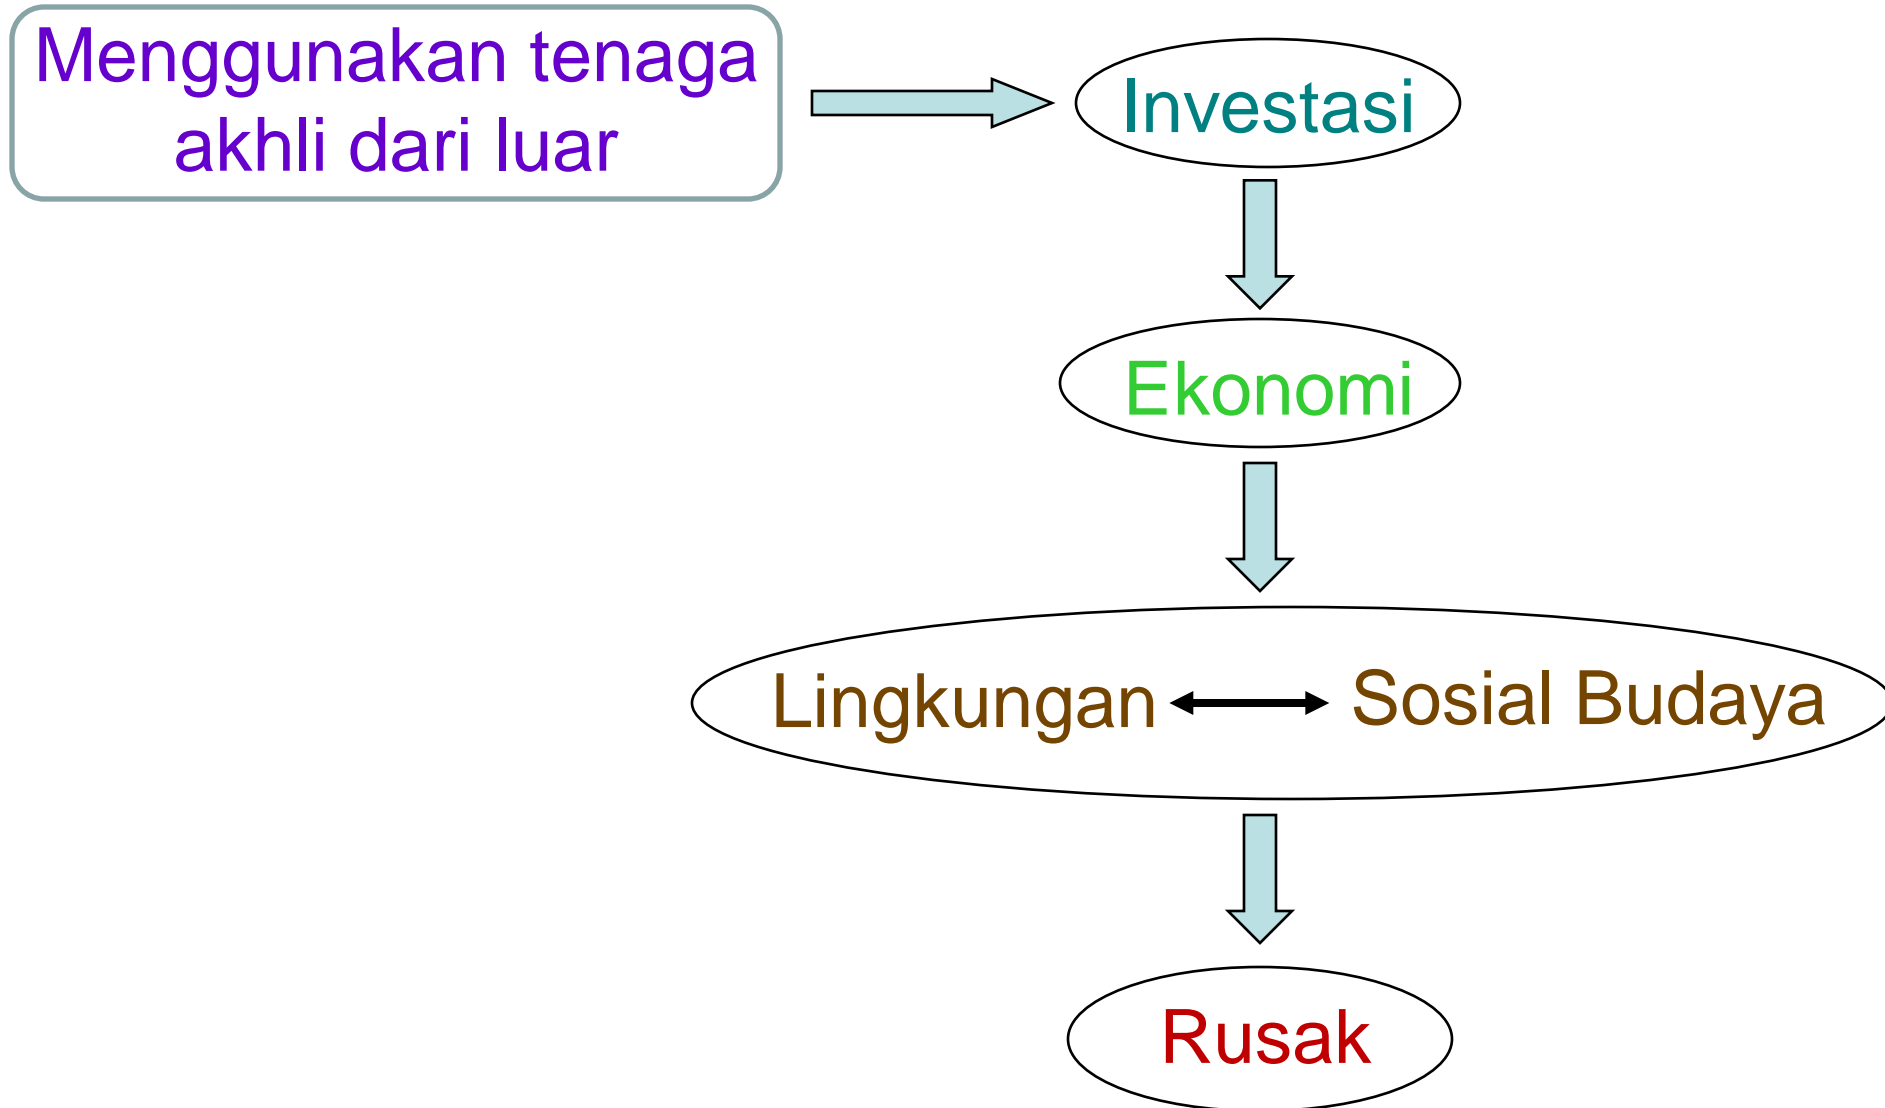 Menggunakan tenaga
akhli dari luar
Investasi
Ekonomi
Lingkungan
Sosial Budaya
Rusak